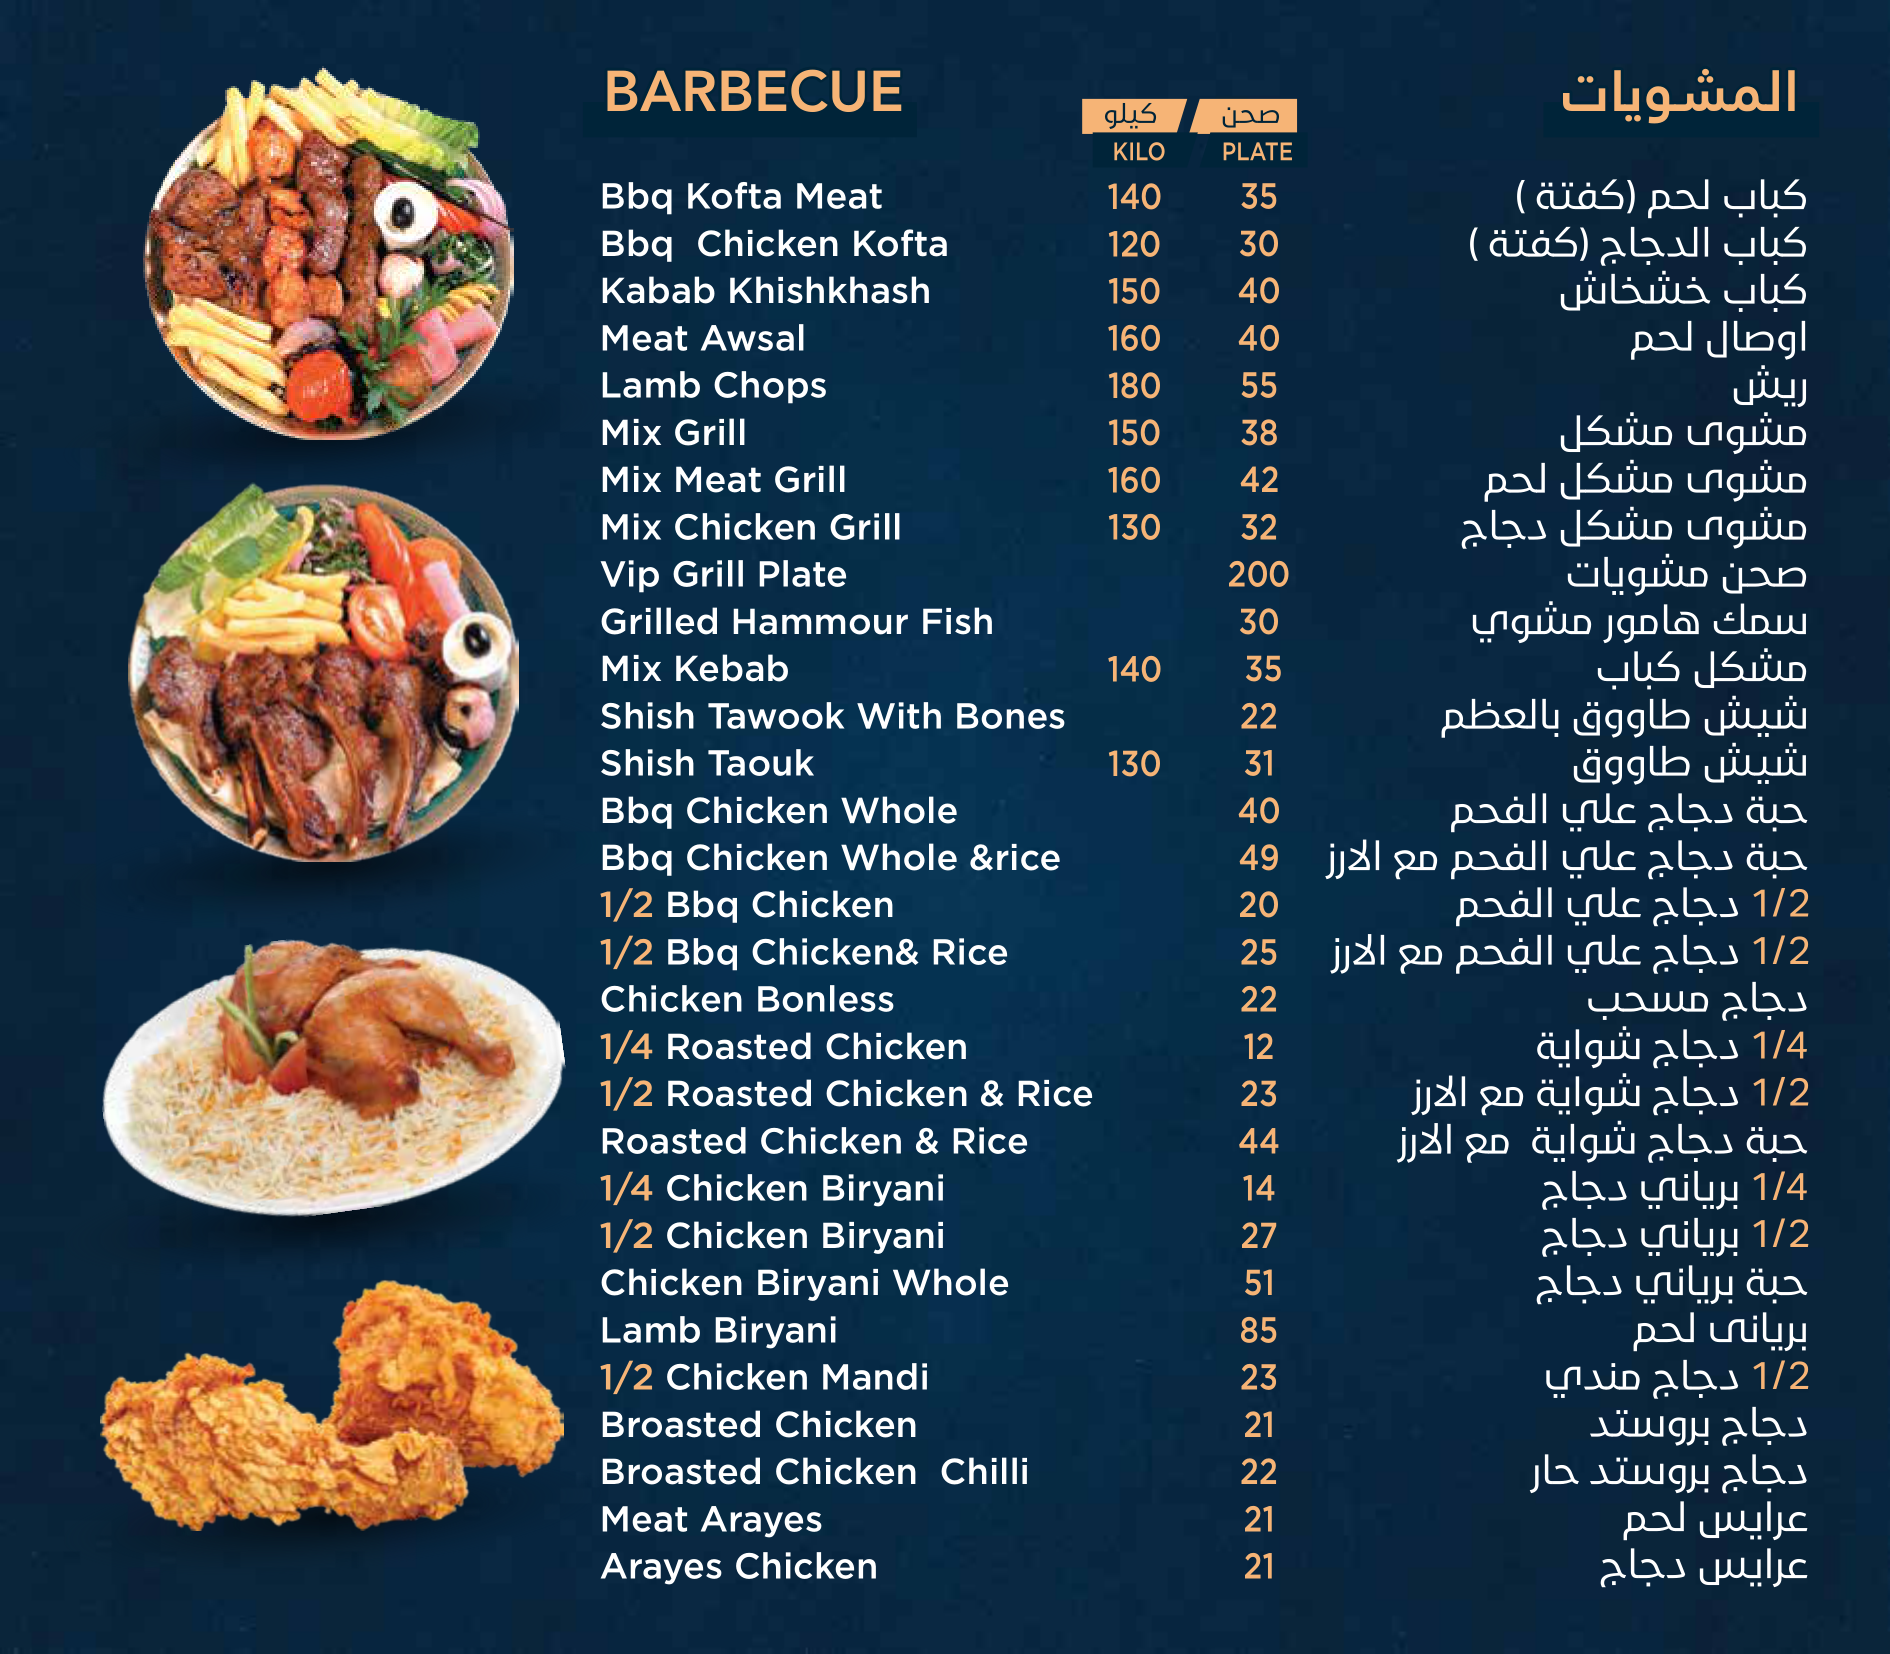 BARBECUE المشويات
كيلو / صحن
KILO PLATE
Bbq Kofta Meat 140 35 كباب لحم (كفتة )
Bbq Chicken Kofta 120 30 كباب الدجاج (كفتة )
Kabab Khishkhash 150 40 كباب خشخاش
Meat Awsal 160 40 اوصال لحم
Lamb Chops 180 55 ريش
Mix Grill 150 38 مشوى مشكل
Mix Meat Grill 160 42 مشوى مشكل لحم
Mix Chicken Grill 130 32 مشوى مشكل دجاج
Vip Grill Plate 200 صحن مشويات
Grilled Hammour Fish 30 سمك هامور مشوي
Mix Kebab 140 35 مشكل كباب
Shish Tawook With Bones 22 شيش طاووق بالعظم
Shish Taouk 130 31 شيش طاووق
Bbq Chicken Whole 40 حبة دجاج علي الفحم
Bbq Chicken Whole &rice 49 حبة دجاج علي الفحم مع الارز
1/2 Bbq Chicken 20 1/2 دجاج علي الفحم
1/2 Bbq Chicken& Rice 25 1/2 دجاج علي الفحم مع الارز
Chicken Bonless 22 دجاج مسحب
1/4 Roasted Chicken 12 1/4 دجاج شواية
1/2 Roasted Chicken & Rice 23 1/2 دجاج شواية مع الارز
Roasted Chicken & Rice 44 حبة دجاج شواية مع الارز
1/4 Chicken Biryani 14 1/4 برياني دجاج
1/2 Chicken Biryani 27 1/2 برياني دجاج
Chicken Biryani Whole 51 حبة برياني دجاج
Lamb Biryani 85 بريانى لحم
1/2 Chicken Mandi 23 1/2 دجاج مندي
Broasted Chicken 21 دجاج بروستد
Broasted Chicken Chilli 22 دجاج بروستد حار
Meat Arayes 21 عرايس لحم
Arayes Chicken 21 عرايس دجاج